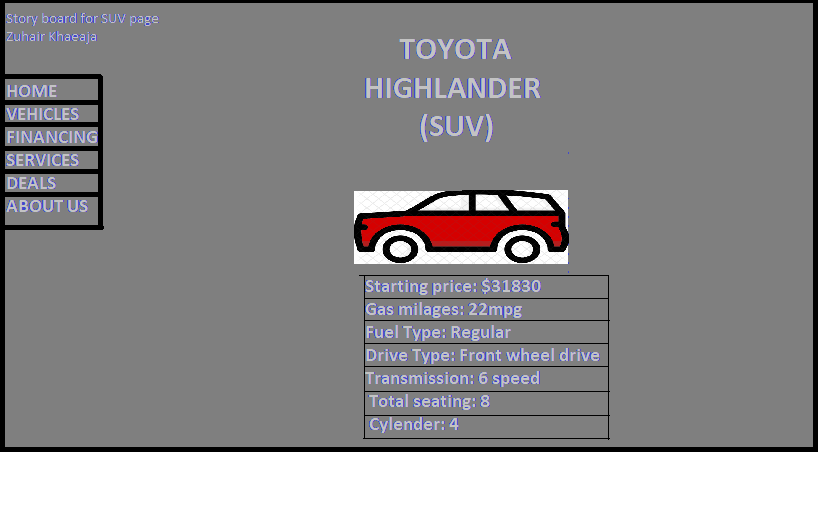 Story board for SUV page
Zuhair Khaeaja
TOYOTA
HIGHLANDER
(SUV)
HOME
VEHICLES
FINANCING
SERVICES
DEALS
ABOUT US
Starting price: $31830
Gas milages: 22mpg
Fuel Type: Regular
Drive Type: Front wheel drive
Transmission: 6 speed
Total seating: 8
Cylender: 4